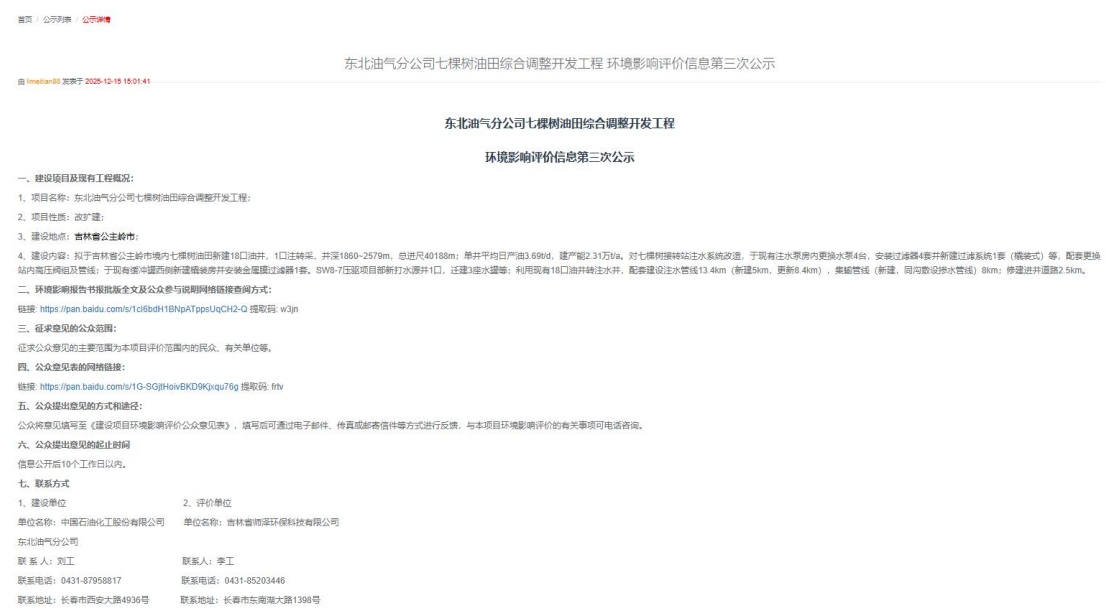 首页 / 公示列表 / 公示详情
东北油气分公司七棵树油田综合调整开发工程 环境影响评价信息第三次公示
由 limeitian88 发表于 2025-12-15 15:01:41
东北油气分公司七棵树油田综合调整开发工程
环境影响评价信息第三次公示
一、建设项目及现有工程概况：
1、项目名称：东北油气分公司七棵树油田综合调整开发工程；
2、项目性质：改扩建；
3、建设地点：吉林省公主岭市；
4、建设内容：拟于吉林省公主岭市境内七棵树油田新建18口油井，1口注转采，井深1860~2579m，总进尺40188m；单井平均日产油3.69t/d，建产能2.31万t/a。对七棵树接转站注水系统改造，于现有注水泵房内更换水泵4台，安装过滤器4套并新建过滤系统1套（橇装式）等，配套更换
站内高压阀组及管线；于现有缓冲罐西侧新建橇装房并安装金属膜过滤器1套。SW8-7压驱项目部新打水源井1口，迁建3座水罐等；利用现有18口油井转注水井，配套建设注水管线13.4km（新建5km，更新8.4km），集输管线（新建，同沟敷设掺水管线）8km；修建进井道路2.5km。
二、环境影响报告书报批版全文及公众参与说明网络链接查阅方式：
链接: https://pan.baidu.com/s/1cI6bdH1BNpATppsUqCH2-Q 提取码: w3jn
三、征求意见的公众范围：
征求公众意见的主要范围为本项目评价范围内的民众、有关单位等。
四、公众意见表的网络链接：
链接: https://pan.baidu.com/s/1G-SGjtHoivBKD9Kjxqu76g 提取码: frtv
五、公众提出意见的方式和途径：
公众将意见填写至《建设项目环境影响评价公众意见表》，填写后可通过电子邮件、传真或邮寄信件等方式进行反馈，与本项目环境影响评价的有关事项可电话咨询。
六、公众提出意见的起止时间
信息公开后10个工作日以内。
七、联系方式
1、建设单位 2、评价单位
单位名称：中国石油化工股份有限公司 单位名称：吉林省师泽环保科技有限公司
东北油气分公司
联 系 人：刘工 联系人：李工
联系电话：0431-87958817 联系电话：0431-85203446
联系地址：长春市西安大路4936号 联系地址：长春市东南湖大路1398号